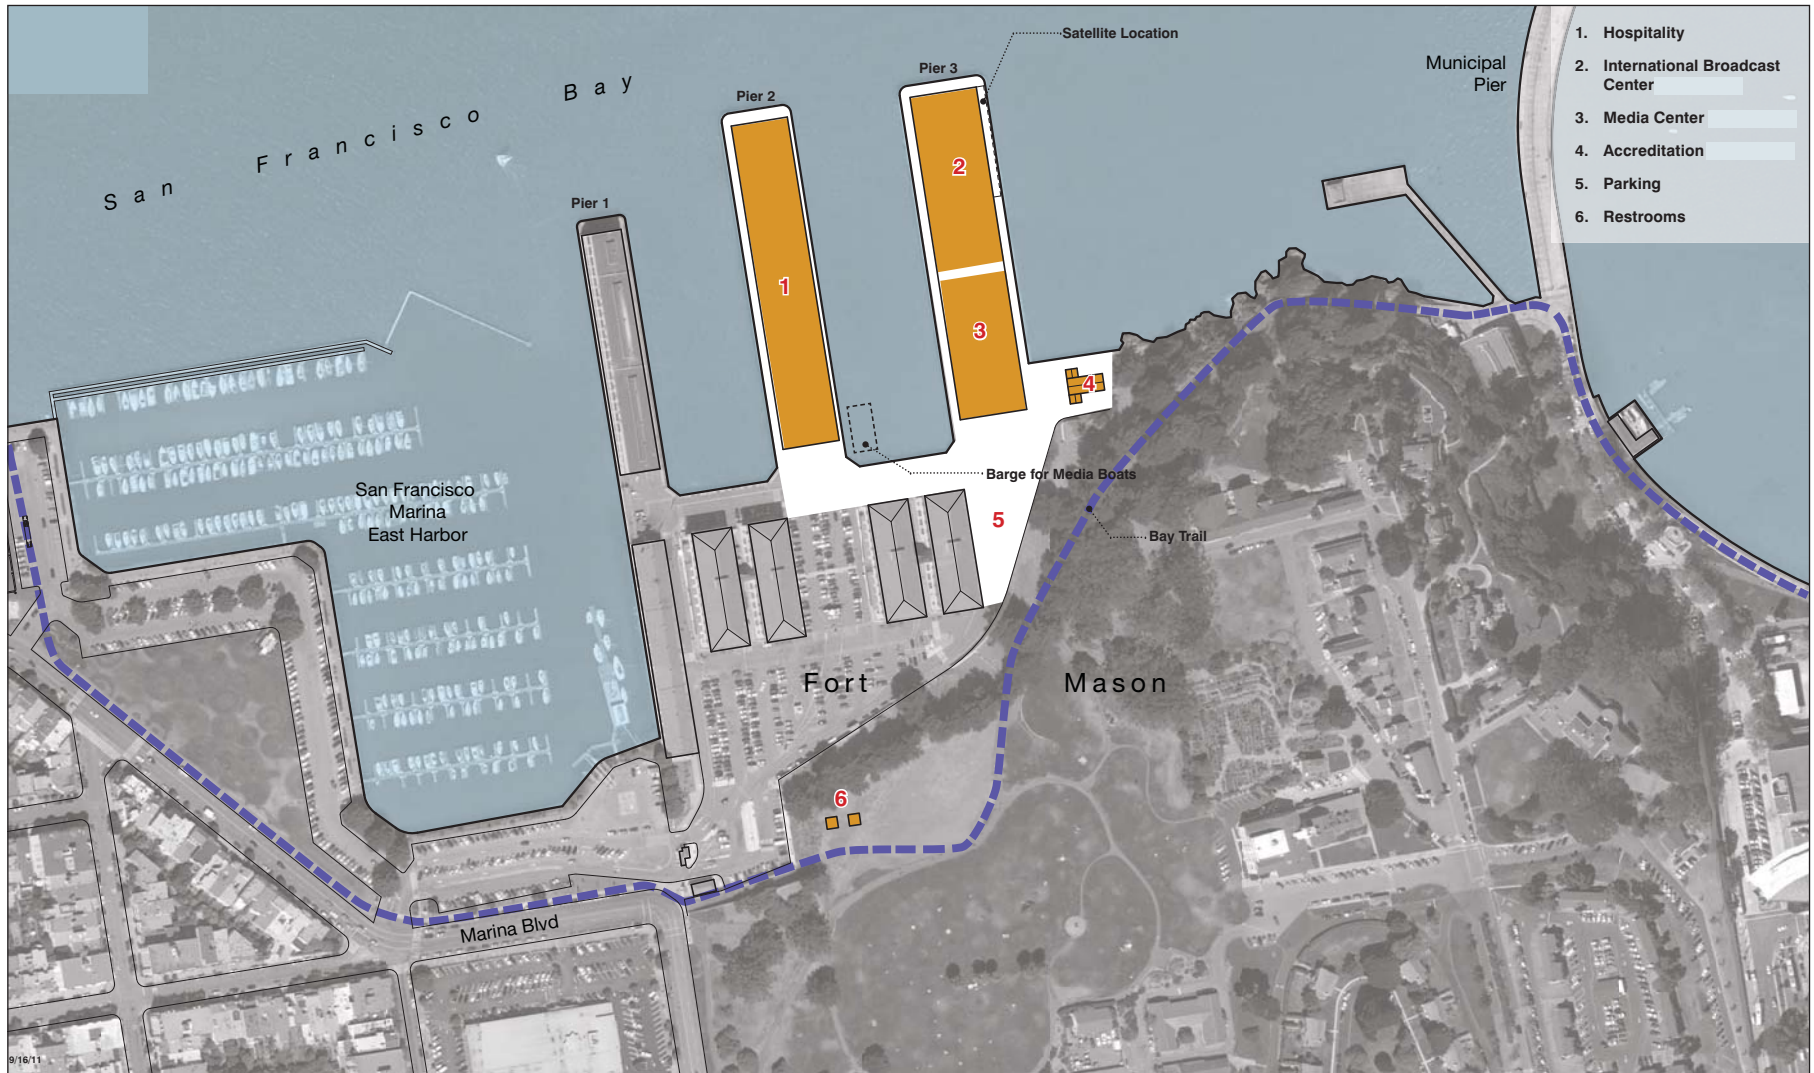 Satellite Location
Municipal
Pier
1. Hospitality
2. International Broadcast
Center
3. Media Center
4. Accreditation
5. Parking
6. Restrooms
San Francisco Bay
Pier 1
Pier 2
Pier 3
1
2
3
4
5
6
San Francisco
Marina
East Harbor
Barge for Media Boats
Bay Trail
Fort Mason
Marina Blvd
9/16/11